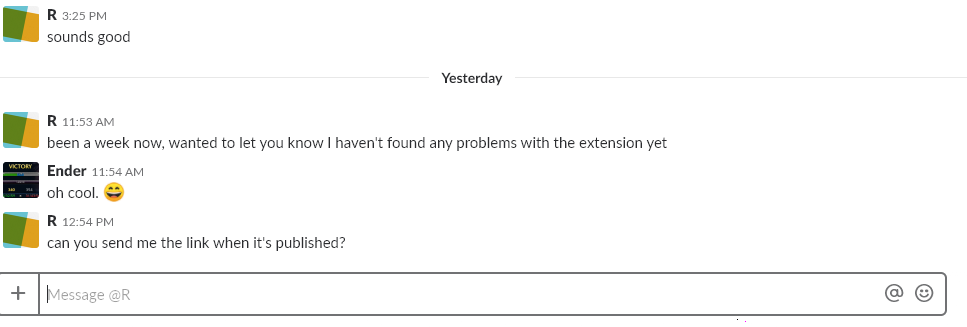 R 3:25 PM
sounds good
Yesterday
R 11:53 AM
been a week now, wanted to let you know I haven't found any problems with the extension yet
VICTORY
Ender 11:54 AM
oh cool. 😄
R 12:54 PM
can you send me the link when it's published?
Message @R